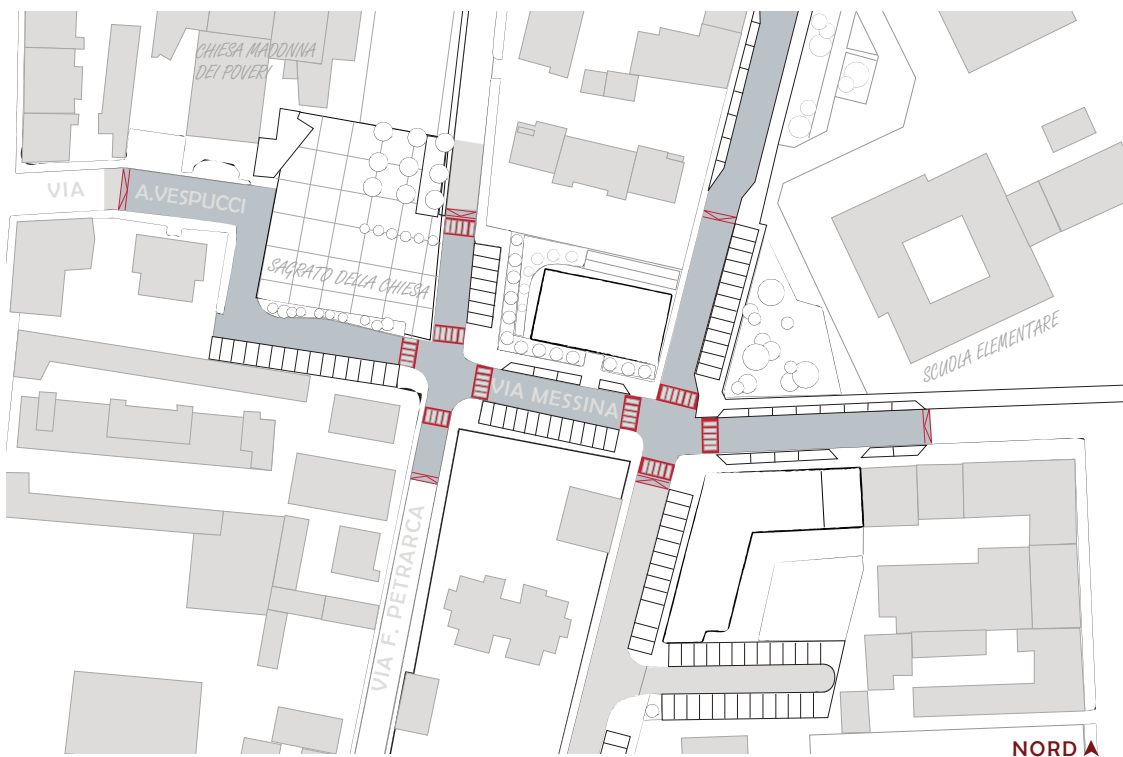 CHIESA MADONNA
DEI POVERI
VIA
A.VESPUCCI
SAGRATO DELLA CHIESA
SCUOLA ELEMENTARE
VIA MESSINA
VIA F. PETRARCA
NORD